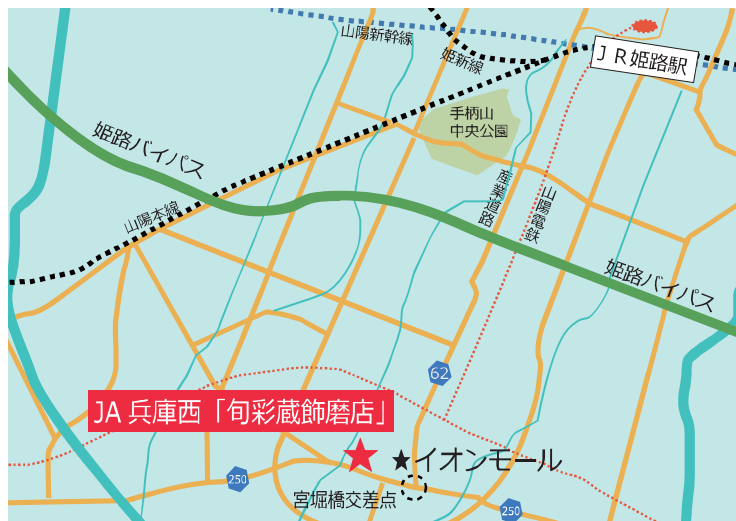 山陽新幹線
姫新線
ＪＲ姫路駅
手柄山
中央公園
姫路バイパス
産業道路
山陽電鉄
山陽本線
姫路バイパス
62
JA 兵庫西「旬彩蔵飾磨店」
イオンモール
250
宮堀橋交差点
250